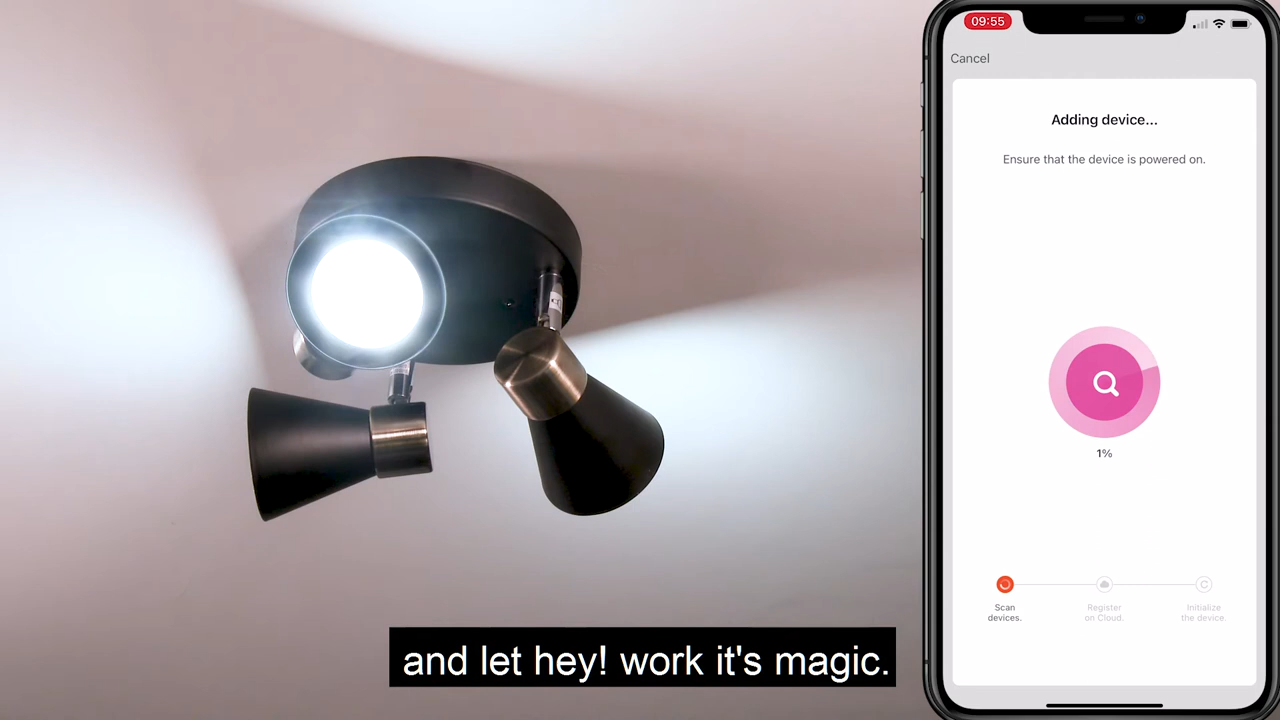 09:55
Cancel
Adding device...
Ensure that the device is powered on.
1%
Scan
devices.
Register
on Cloud.
Initialize
the device.
and let hey! work it's magic.